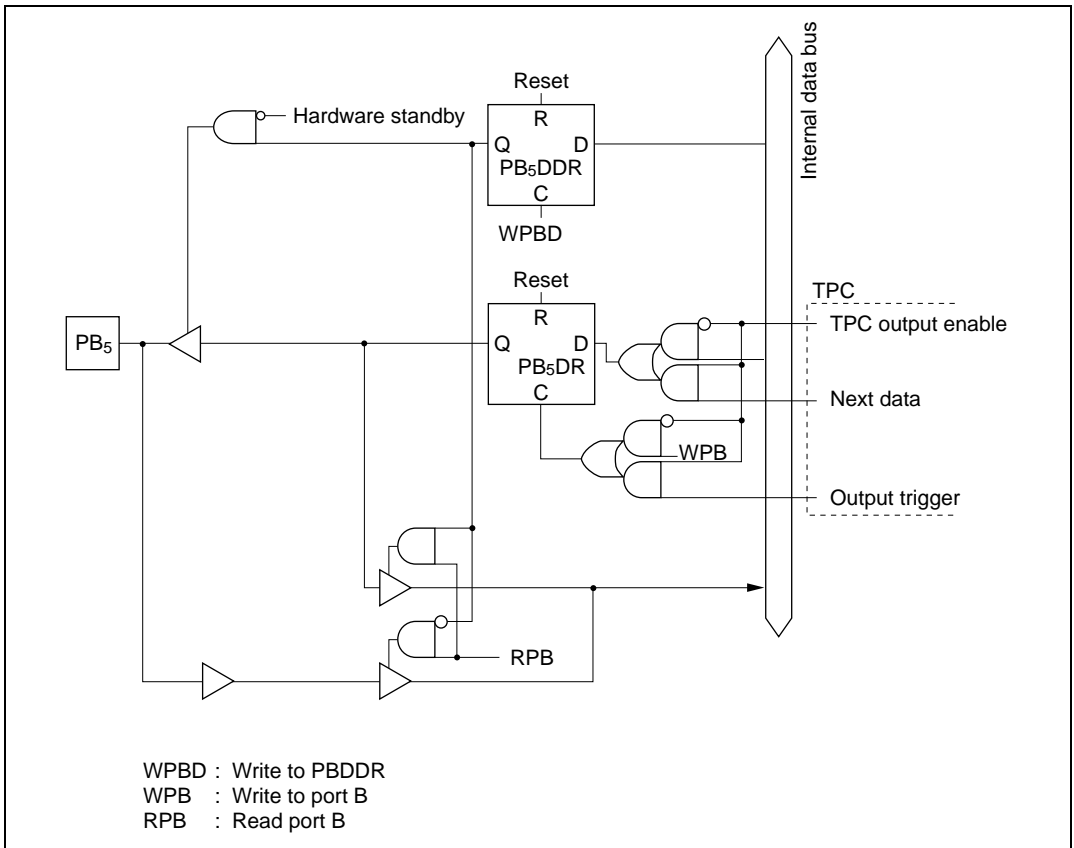 Internal data bus
Reset
Hardware standby
R
Q D
PB5DDR
C
WPBD
Reset
TPC
R
TPC output enable
PB5
Q D
PB5DR
C
Next data
WPB
Output trigger
RPB
WPBD : Write to PBDDR
WPB : Write to port B
RPB : Read port B